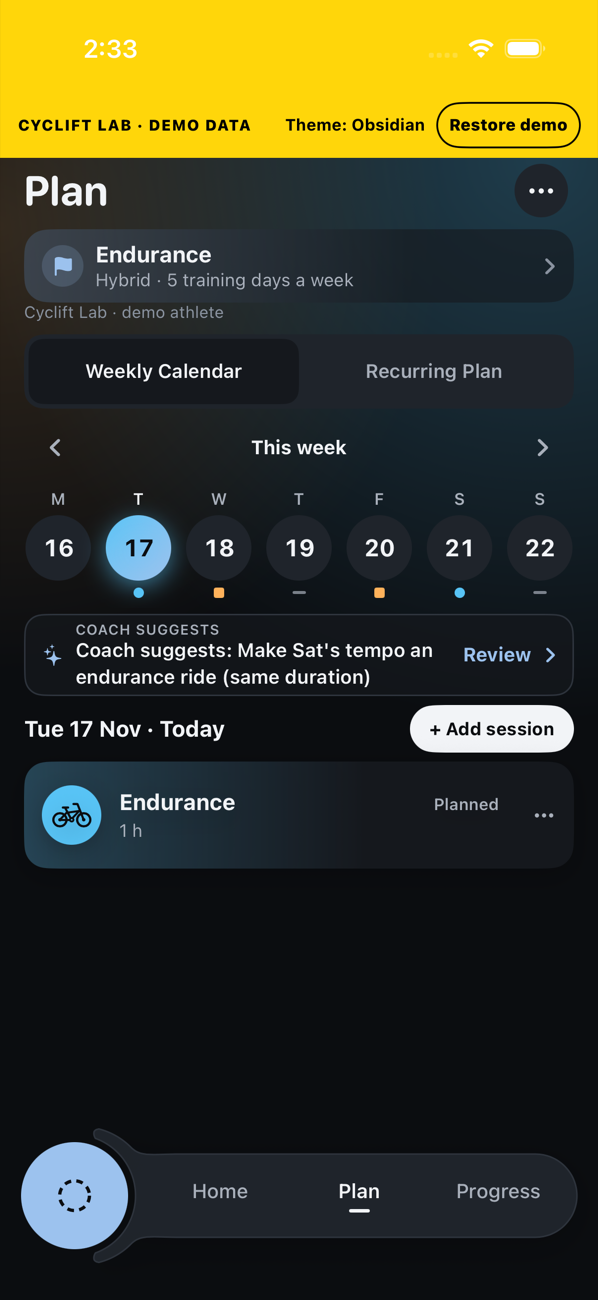 2:33
CYCLIFT LAB · DEMO DATA
Theme: Obsidian
Restore demo
Plan
Endurance
Hybrid · 5 training days a week
Cyclift Lab · demo athlete
Weekly Calendar
Recurring Plan
This week
M T W T F S S
16 17 18 19 20 21 22
COACH SUGGESTS
Coach suggests: Make Sat's tempo an
endurance ride (same duration)
Review
Tue 17 Nov · Today
+ Add session
Endurance
1 h
Planned
Home
Plan
Progress